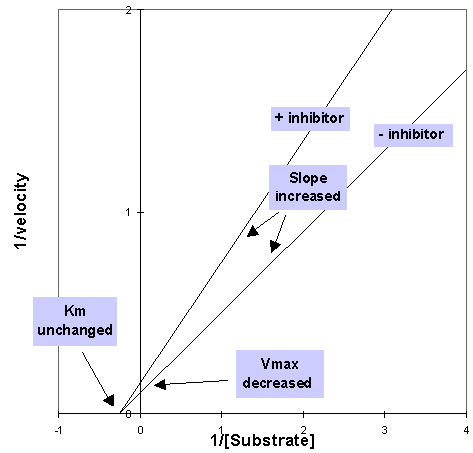 2
+ inhibitor
- inhibitor
Slope
increased
1/velocity
1
Km
unchanged
Vmax
decreased
0
-1 0 1 2 3 4
1/[Substrate]